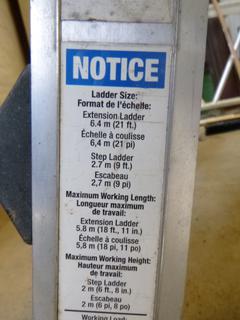 NOTICE
Ladder Size:
Format de l'échelle:
Extension Ladder
6.4 m (21 ft.)
Échelle à coulisse
6,4 m (21 pi)
Step Ladder
2.7 m (9 ft.)
Escabeau
2,7 m (9 pi)
Maximum Working Length:
Longueur maximum
de travail:
Extension Ladder
5.8 m (18 ft., 11 in.)
Échelle à coulisse
5,8 m (18 pi, 11 po)
Maximum Working Height:
Hauteur maximum
de travail:
Step Ladder
2 m (6 ft., 8 in.)
Escabeau
2 m (6 pi, 8 po)
Working Load